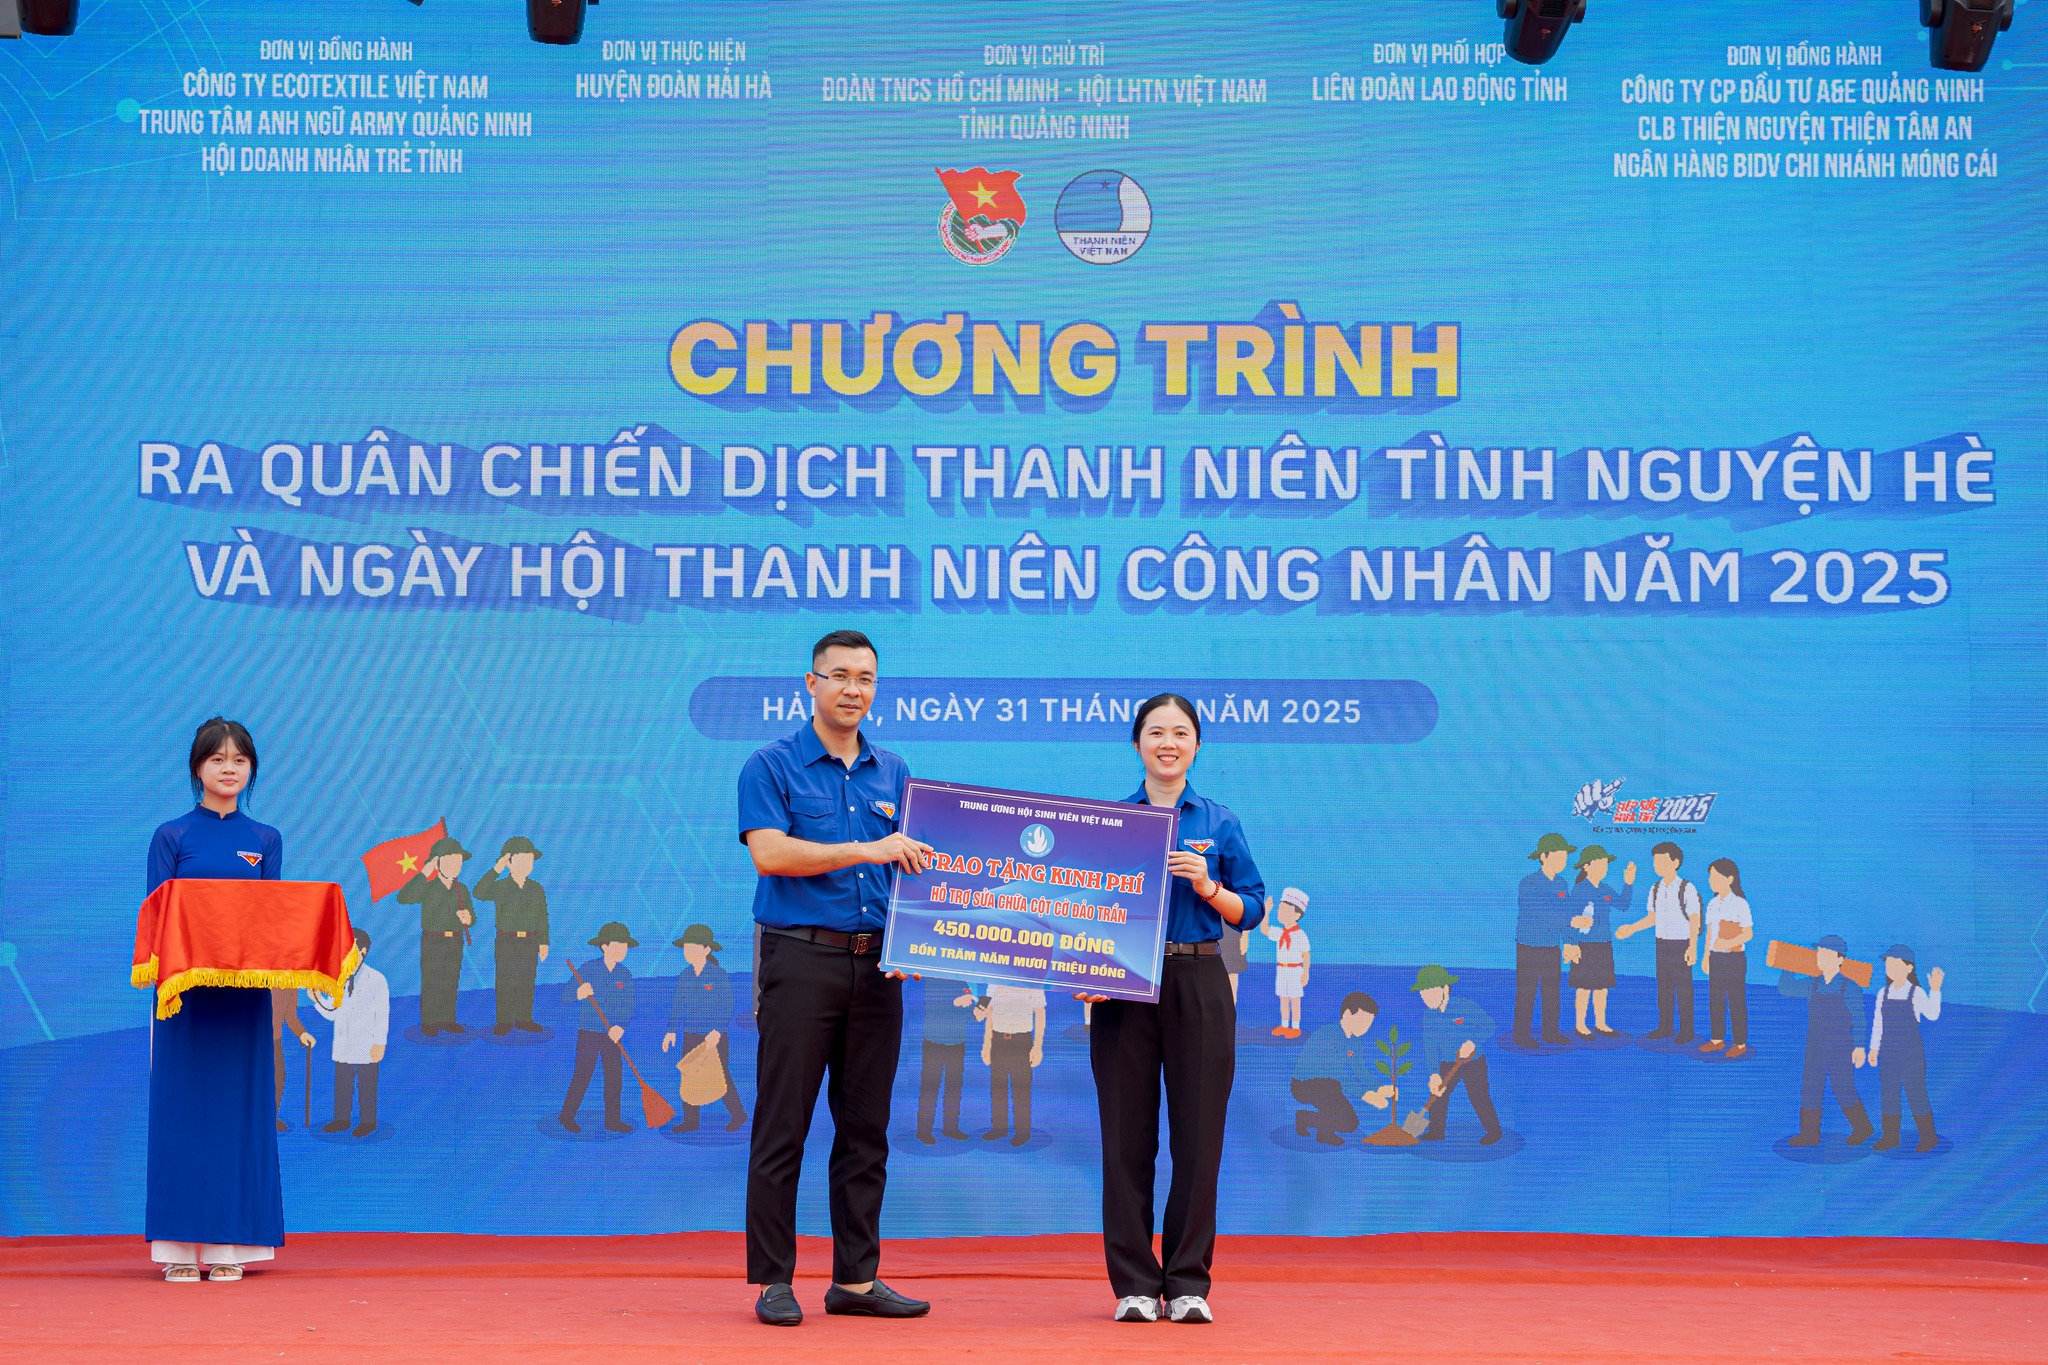 ĐƠN VỊ ĐỒNG HÀNH
CÔNG TY ECOTEXTILE VIỆT NAM
TRUNG TÂM ANH NGỮ ARMY QUẢNG NINH
HỘI DOANH NHÂN TRẺ TỈNH
ĐƠN VỊ THỰC HIỆN
HUYỆN ĐOÀN HẢI HÀ
ĐƠN VỊ CHỦ TRÌ
ĐOÀN TNCS HỒ CHÍ MINH - HỘI LHTN VIỆT NAM
TỈNH QUẢNG NINH
ĐƠN VỊ PHỐI HỢP
LIÊN ĐOÀN LAO ĐỘNG TỈNH
ĐƠN VỊ ĐỒNG HÀNH
CÔNG TY CP ĐẦU TƯ A&E QUẢNG NINH
CLB THIỆN NGUYỆN THIỆN TÂM AN
NGÂN HÀNG BIDV CHI NHÁNH MÓNG CÁI
THANH NIÊN
VIỆT NAM
CHƯƠNG TRÌNH
RA QUÂN CHIẾN DỊCH THANH NIÊN TÌNH NGUYỆN HÈ
VÀ NGÀY HỘI THANH NIÊN CÔNG NHÂN NĂM 2025
NGÀY 31 NĂM 2025
TIẾP SỨC
MÙA THI 2025
TRUNG ƯƠNG HỘI SINH VIÊN VIỆT NAM
TRAO TẶNG KINH PHÍ
HỖ TRỢ SỬA CHỮA CỘT CỜ ĐẢO TRẦN
450.000.000 ĐỒNG
BỐN TRĂM NĂM MƯƠI TRIỆU ĐỒNG